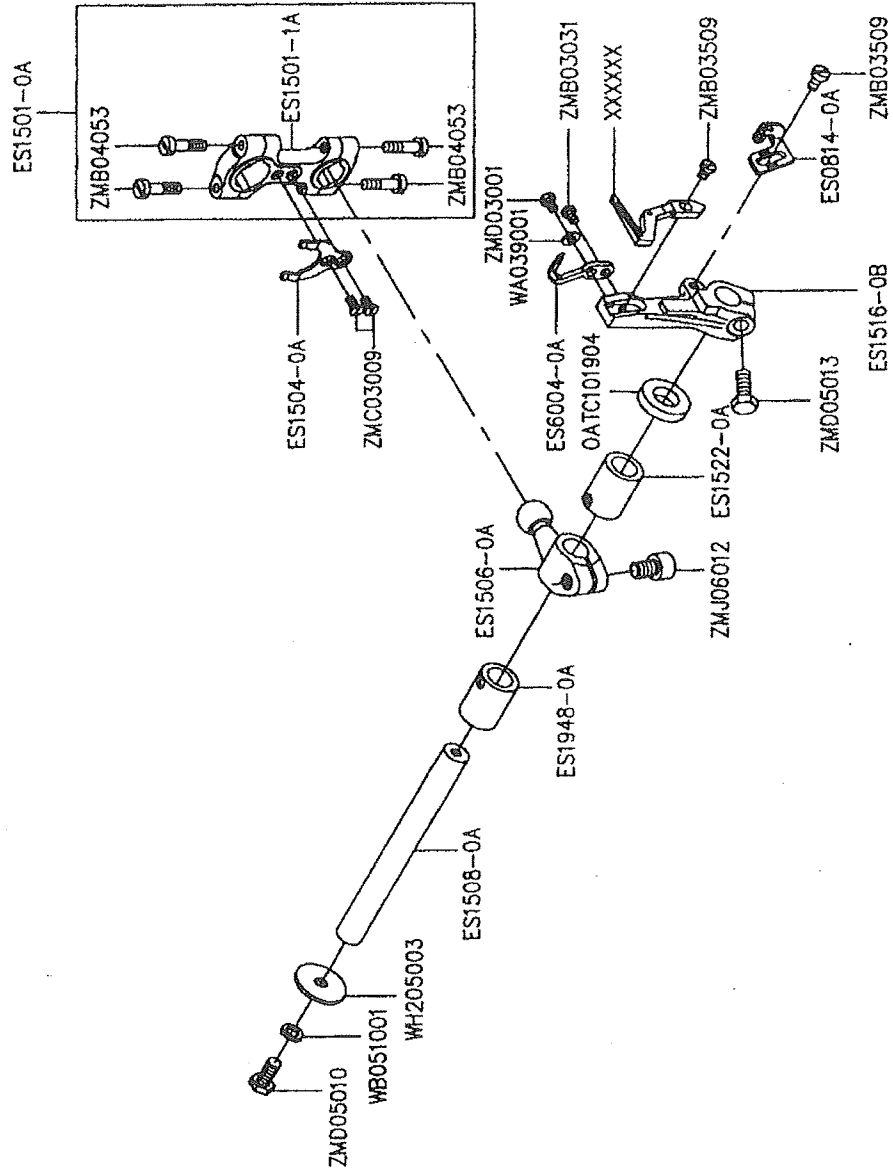 ES1501-0A
ZMB04053
ES1501-1A
ZMB04053
ES1504-0A
ZMC03009
ZMD03001
WA039001
ZMB03031
XXXXXX
ZMB03509
ZMB03509
ES0814-0A
ES6004-0A
OATC101904
ES1516-0B
ZMD05013
ES1522-0A
ES1506-0A
ZMJ06012
ES1948-0A
ES1508-0A
WH205003
WB051001
ZMD05010